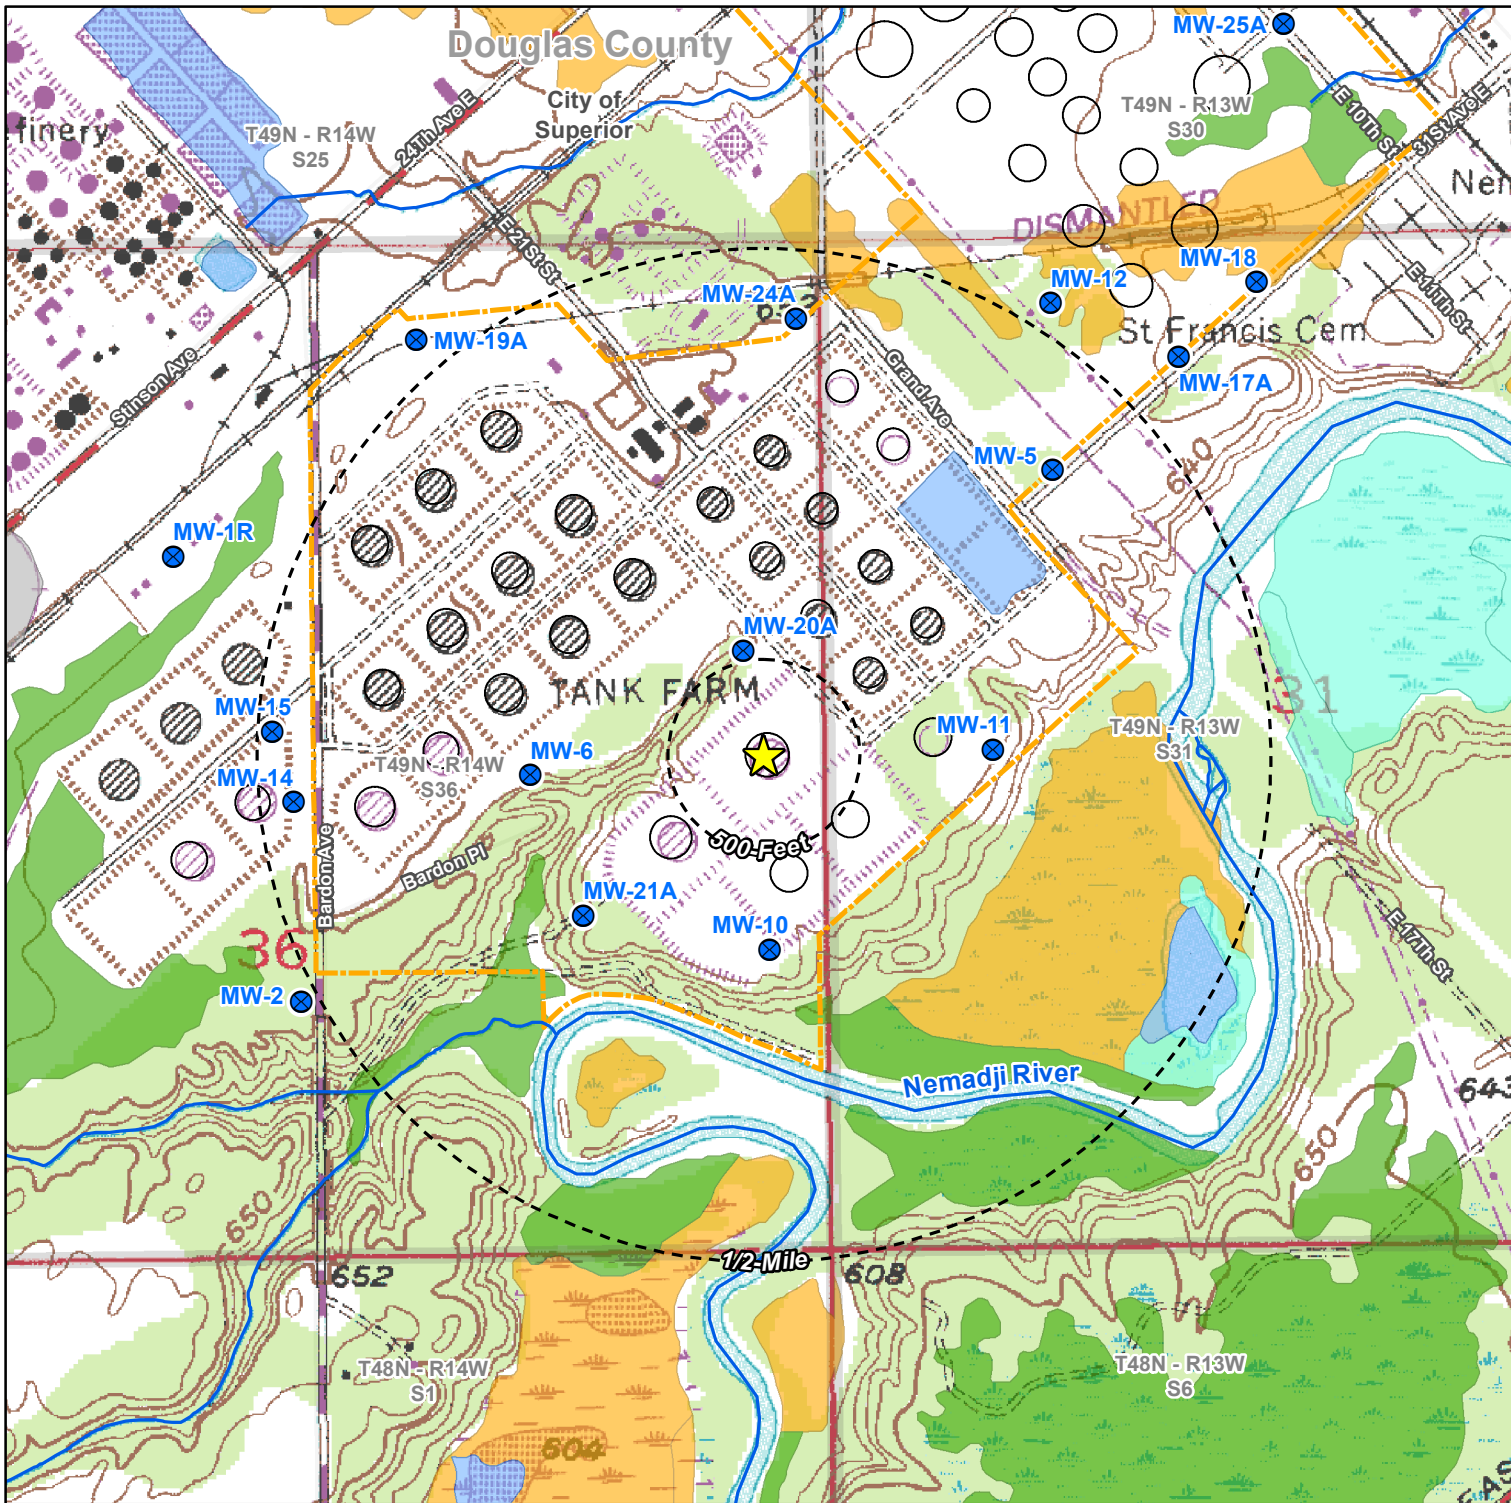 Douglas County
MW-25A
City of
Superior
T49N - R14W
S25
T49N - R13W
S30
24Th Ave E
E 10Th St
31St Ave E
finery
Nem
E 21St St
DISMANTLED
MW-24A
MW-12
MW-18
E 11Th St
MW-19A
St Francis Cem
MW-17A
Stinson Ave
Grand Ave
MW-5
640
MW-1R
MW-20A
TANK FARM
31
MW-15
MW-11
T49N - R13W
S31
MW-14
MW-6
T49N - R14W
S36
Bardon Ave
Bardon Pl
500-Feet
MW-21A
MW-10
36
E 17Th St
MW-2
Nemadji River
643
650
650
1/2-Mile
652
608
T48N - R14W
S1
T48N - R13W
S6
604